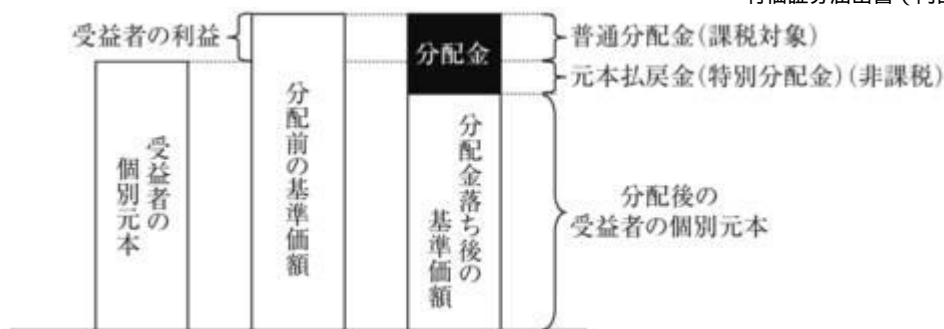 受益者の利益
分配金
普通分配金(課税対象)
元本払戻金(特別分配金)(非課税)
受益者の
個別元本
分配前の基準価額
分配金落ち後の
基準価額
分配後の
受益者の個別元本